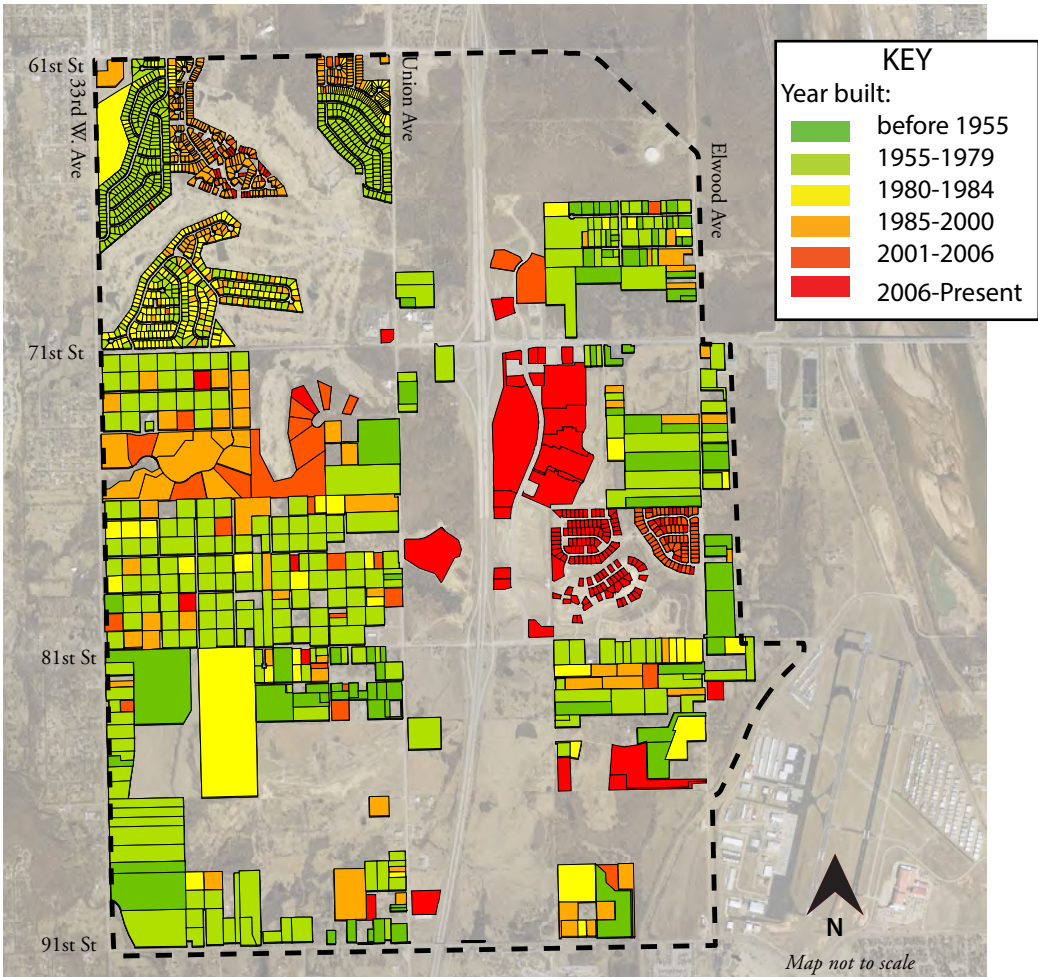 61st St
33rd W. Ave
Union Ave
Elwood Ave
KEY
Year built:
before 1955
1955-1979
1980-1984
1985-2000
2001-2006
2006-Present
71st St
81st St
91st St
N
Map not to scale